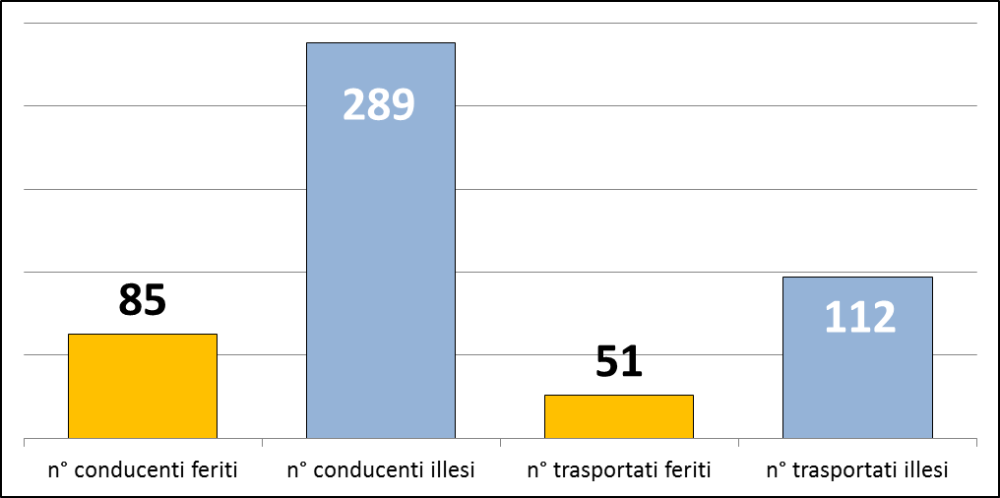 85
289
51
112
n° conducenti feriti
n° conducenti illesi
n° trasportati feriti
n° trasportati illesi